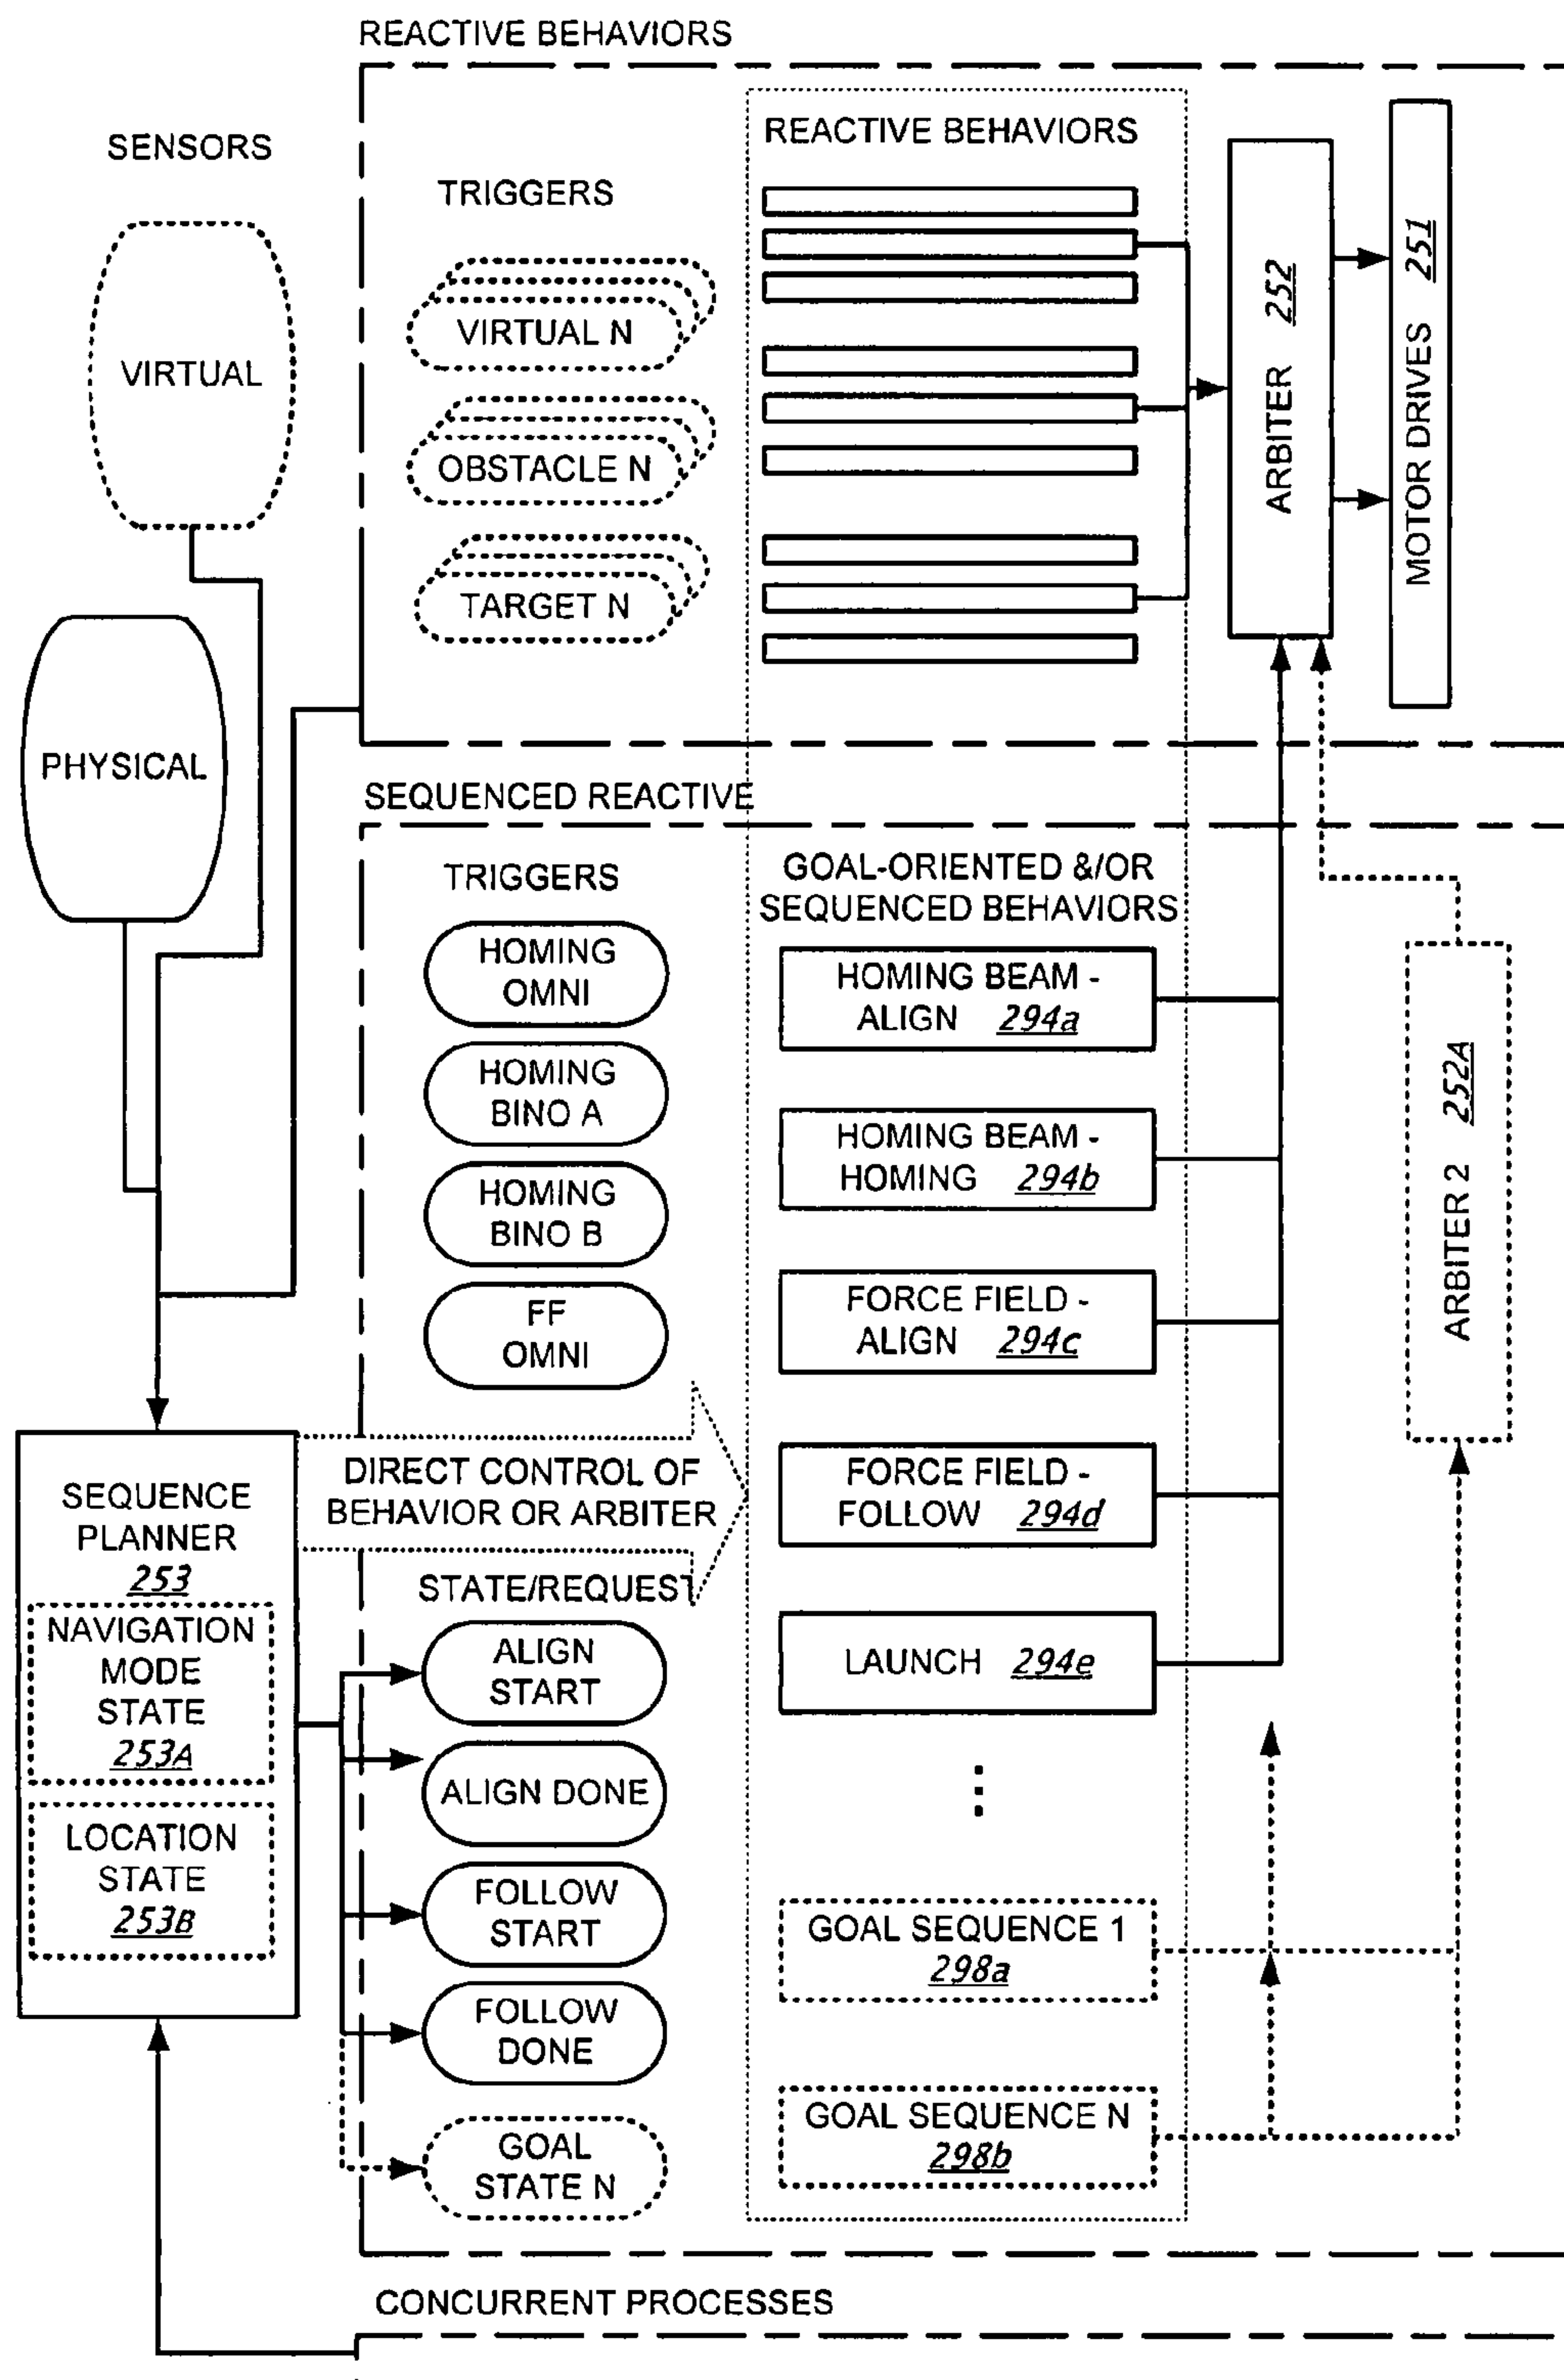 REACTIVE BEHAVIORS
SENSORS
VIRTUAL
PHYSICAL
TRIGGERS
VIRTUAL N
OBSTACLE N
TARGET N
REACTIVE BEHAVIORS
ARBITER 252
MOTOR DRIVES 251
SEQUENCED REACTIVE
TRIGGERS
HOMING
OMNI
HOMING
BINO A
HOMING
BINO B
FF
OMNI
GOAL-ORIENTED &/OR
SEQUENCED BEHAVIORS
HOMING BEAM -
ALIGN 294a
HOMING BEAM -
HOMING 294b
FORCE FIELD -
ALIGN 294c
FORCE FIELD -
FOLLOW 294d
LAUNCH 294e
GOAL SEQUENCE 1
298a
GOAL SEQUENCE N
298b
ARBITER 2 252A
DIRECT CONTROL OF
BEHAVIOR OR ARBITER
SEQUENCE
PLANNER
253
NAVIGATION
MODE
STATE
253A
LOCATION
STATE
253B
STATE/REQUEST
ALIGN
START
ALIGN DONE
FOLLOW
START
FOLLOW
DONE
GOAL
STATE N
CONCURRENT PROCESSES